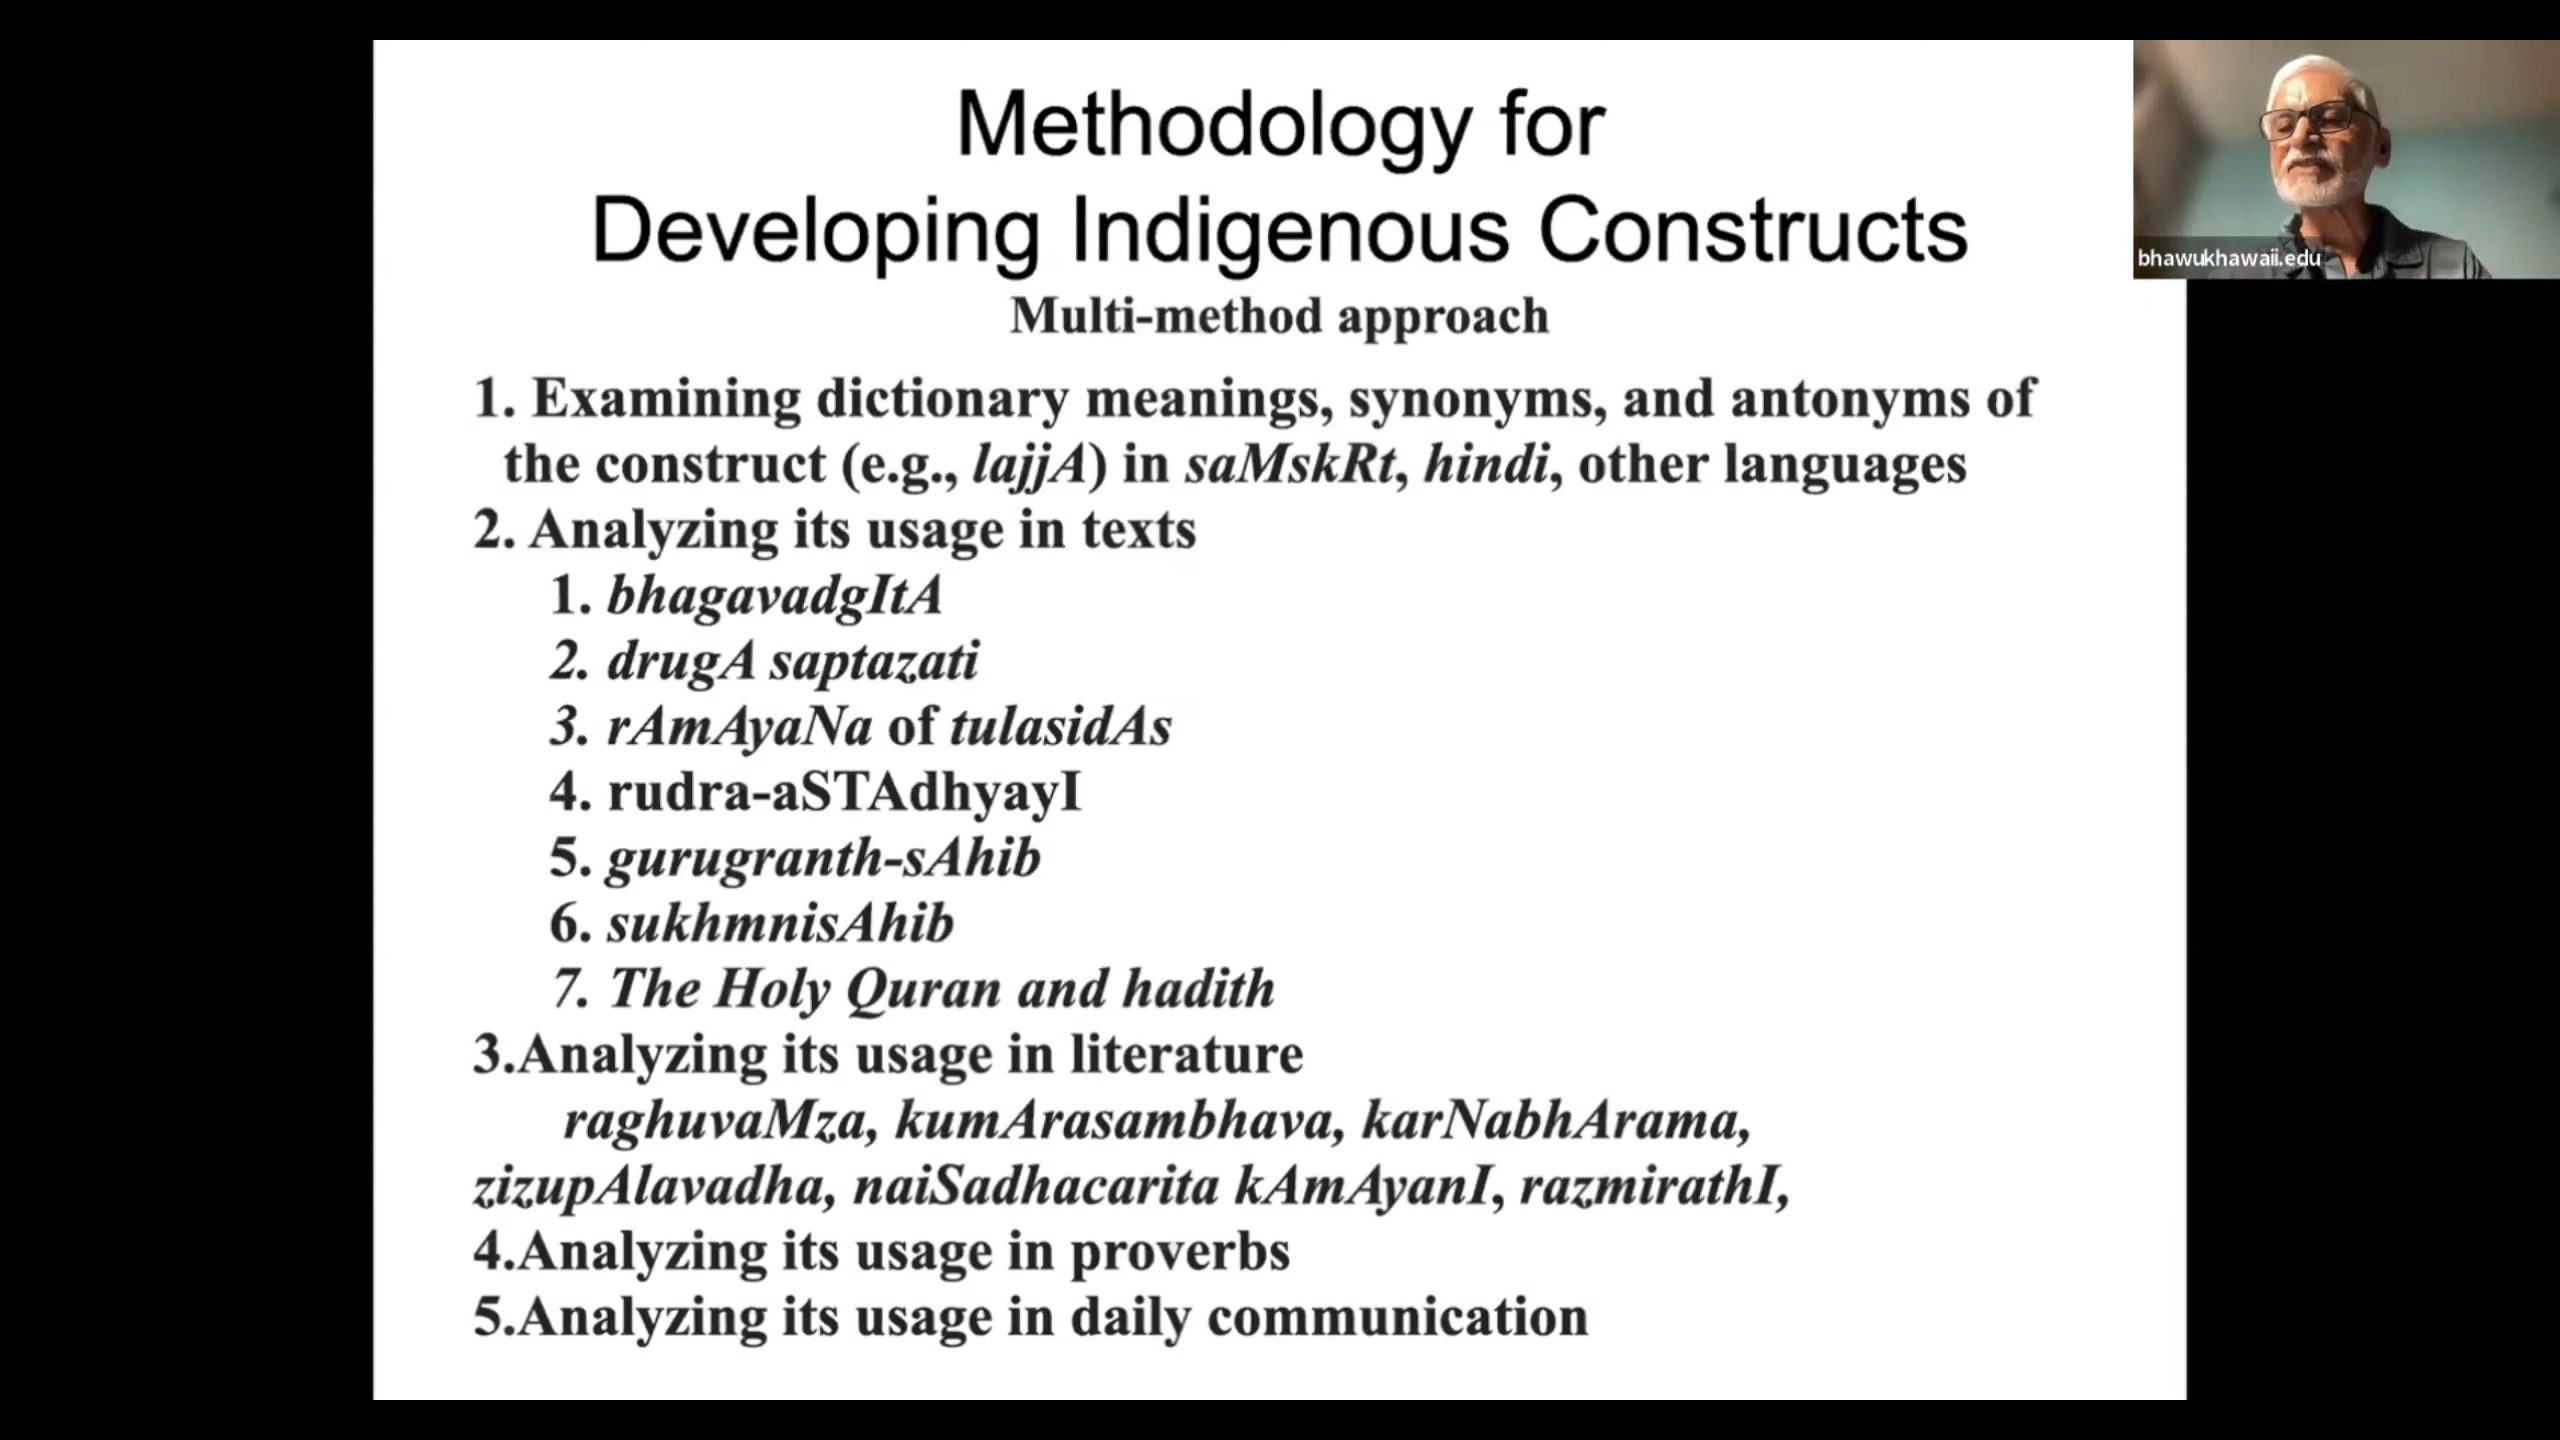 Methodology for
Developing Indigenous Constructs
Multi-method approach
1. Examining dictionary meanings, synonyms, and antonyms of
the construct (e.g., lajjA) in saMskRt, hindi, other languages
2. Analyzing its usage in texts
1. bhagavadgItA
2. drugA saptazati
3. rAmAyaNa of tulasidAs
4. rudra-aSTAdhyayI
5. gurugranth-sAhib
6. sukhmnisAhib
7. The Holy Quran and hadith
3.Analyzing its usage in literature
raghuvaMza, kumArasambhava, karNabhArama,
zizupAlavadha, naiSadhacarita kAmAyanI, razmirathI,
4.Analyzing its usage in proverbs
5.Analyzing its usage in daily communication
bhawukhawaii.edu